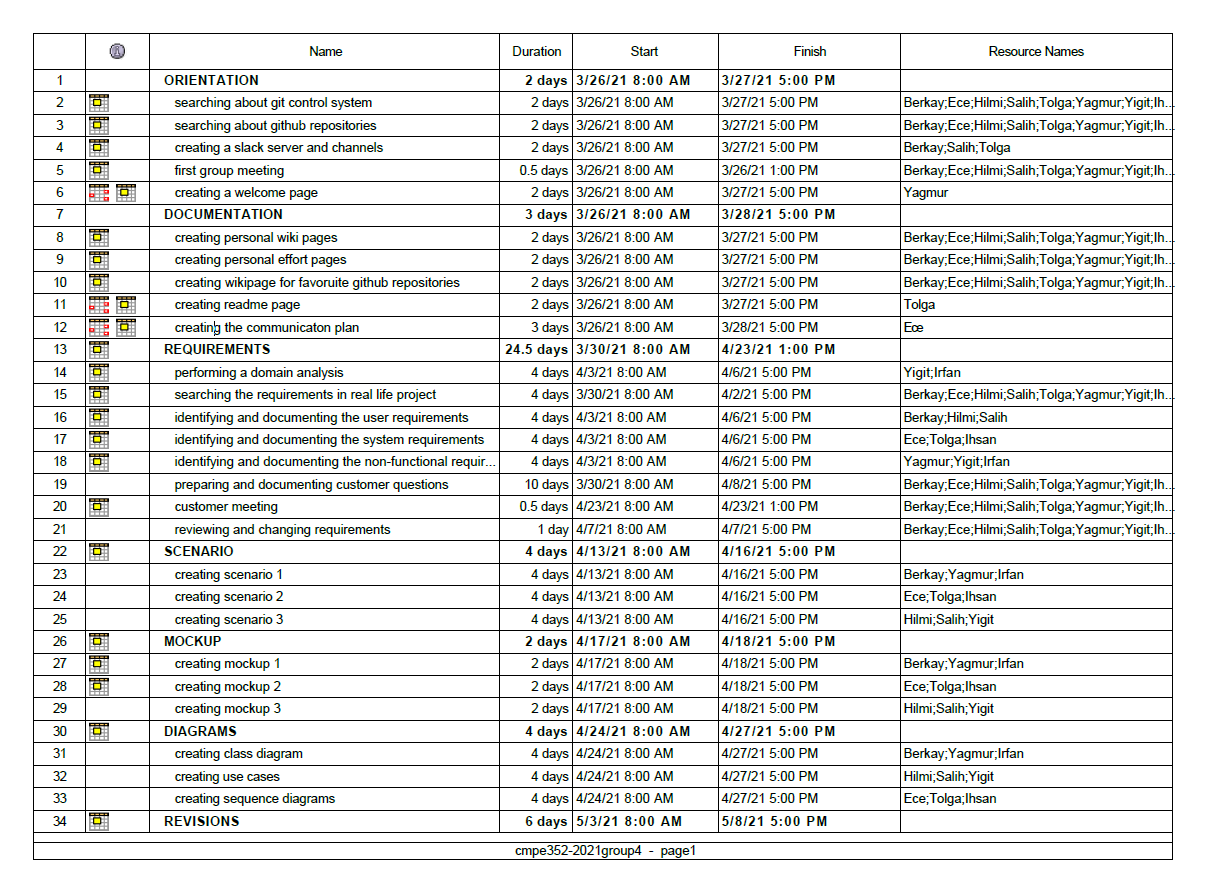 Name Duration Start Finish Resource Names
1 ORIENTATION 2 days 3/26/21 8:00 AM 3/27/21 5:00 PM
2 searching about git control system 2 days 3/26/21 8:00 AM 3/27/21 5:00 PM Berkay;Ece;Hilmi;Salih;Tolga;Yagmur;Yigit;Ih...
3 searching about github repositories 2 days 3/26/21 8:00 AM 3/27/21 5:00 PM Berkay;Ece;Hilmi;Salih;Tolga;Yagmur;Yigit;Ih...
4 creating a slack server and channels 2 days 3/26/21 8:00 AM 3/27/21 5:00 PM Berkay;Salih;Tolga
5 first group meeting 0.5 days 3/26/21 8:00 AM 3/26/21 1:00 PM Berkay;Ece;Hilmi;Salih;Tolga;Yagmur;Yigit;Ih...
6 creating a welcome page 2 days 3/26/21 8:00 AM 3/27/21 5:00 PM Yagmur
7 DOCUMENTATION 3 days 3/26/21 8:00 AM 3/28/21 5:00 PM
8 creating personal wiki pages 2 days 3/26/21 8:00 AM 3/27/21 5:00 PM Berkay;Ece;Hilmi;Salih;Tolga;Yagmur;Yigit;Ih...
9 creating personal effort pages 2 days 3/26/21 8:00 AM 3/27/21 5:00 PM Berkay;Ece;Hilmi;Salih;Tolga;Yagmur;Yigit;Ih...
10 creating wikipage for favoruite github repositories 2 days 3/26/21 8:00 AM 3/27/21 5:00 PM Berkay;Ece;Hilmi;Salih;Tolga;Yagmur;Yigit;Ih...
11 creating readme page 2 days 3/26/21 8:00 AM 3/27/21 5:00 PM Tolga
12 creating the communicaton plan 3 days 3/26/21 8:00 AM 3/28/21 5:00 PM Ece
13 REQUIREMENTS 24.5 days 3/30/21 8:00 AM 4/23/21 1:00 PM
14 performing a domain analysis 4 days 4/3/21 8:00 AM 4/6/21 5:00 PM Yigit;Irfan
15 searching the requirements in real life project 4 days 3/30/21 8:00 AM 4/2/21 5:00 PM Berkay;Ece;Hilmi;Salih;Tolga;Yagmur;Yigit;Ih...
16 identifying and documenting the user requirements 4 days 4/3/21 8:00 AM 4/6/21 5:00 PM Berkay;Hilmi;Salih
17 identifying and documenting the system requirements 4 days 4/3/21 8:00 AM 4/6/21 5:00 PM Ece;Tolga;Ihsan
18 identifying and documenting the non-functional requir... 4 days 4/3/21 8:00 AM 4/6/21 5:00 PM Yagmur;Yigit;Irfan
19 preparing and documenting customer questions 10 days 3/30/21 8:00 AM 4/8/21 5:00 PM Berkay;Ece;Hilmi;Salih;Tolga;Yagmur;Yigit;Ih...
20 customer meeting 0.5 days 4/23/21 8:00 AM 4/23/21 1:00 PM Berkay;Ece;Hilmi;Salih;Tolga;Yagmur;Yigit;Ih...
21 reviewing and changing requirements 1 day 4/7/21 8:00 AM 4/7/21 5:00 PM Berkay;Ece;Hilmi;Salih;Tolga;Yagmur;Yigit;Ih...
22 SCENARIO 4 days 4/13/21 8:00 AM 4/16/21 5:00 PM
23 creating scenario 1 4 days 4/13/21 8:00 AM 4/16/21 5:00 PM Berkay;Yagmur;Irfan
24 creating scenario 2 4 days 4/13/21 8:00 AM 4/16/21 5:00 PM Ece;Tolga;Ihsan
25 creating scenario 3 4 days 4/13/21 8:00 AM 4/16/21 5:00 PM Hilmi;Salih;Yigit
26 MOCKUP 2 days 4/17/21 8:00 AM 4/18/21 5:00 PM
27 creating mockup 1 2 days 4/17/21 8:00 AM 4/18/21 5:00 PM Berkay;Yagmur;Irfan
28 creating mockup 2 2 days 4/17/21 8:00 AM 4/18/21 5:00 PM Ece;Tolga;Ihsan
29 creating mockup 3 2 days 4/17/21 8:00 AM 4/18/21 5:00 PM Hilmi;Salih;Yigit
30 DIAGRAMS 4 days 4/24/21 8:00 AM 4/27/21 5:00 PM
31 creating class diagram 4 days 4/24/21 8:00 AM 4/27/21 5:00 PM Berkay;Yagmur;Irfan
32 creating use cases 4 days 4/24/21 8:00 AM 4/27/21 5:00 PM Hilmi;Salih;Yigit
33 creating sequence diagrams 4 days 4/24/21 8:00 AM 4/27/21 5:00 PM Ece;Tolga;Ihsan
34 REVISIONS 6 days 5/3/21 8:00 AM 5/8/21 5:00 PM
cmpe352-2021group4 - page1